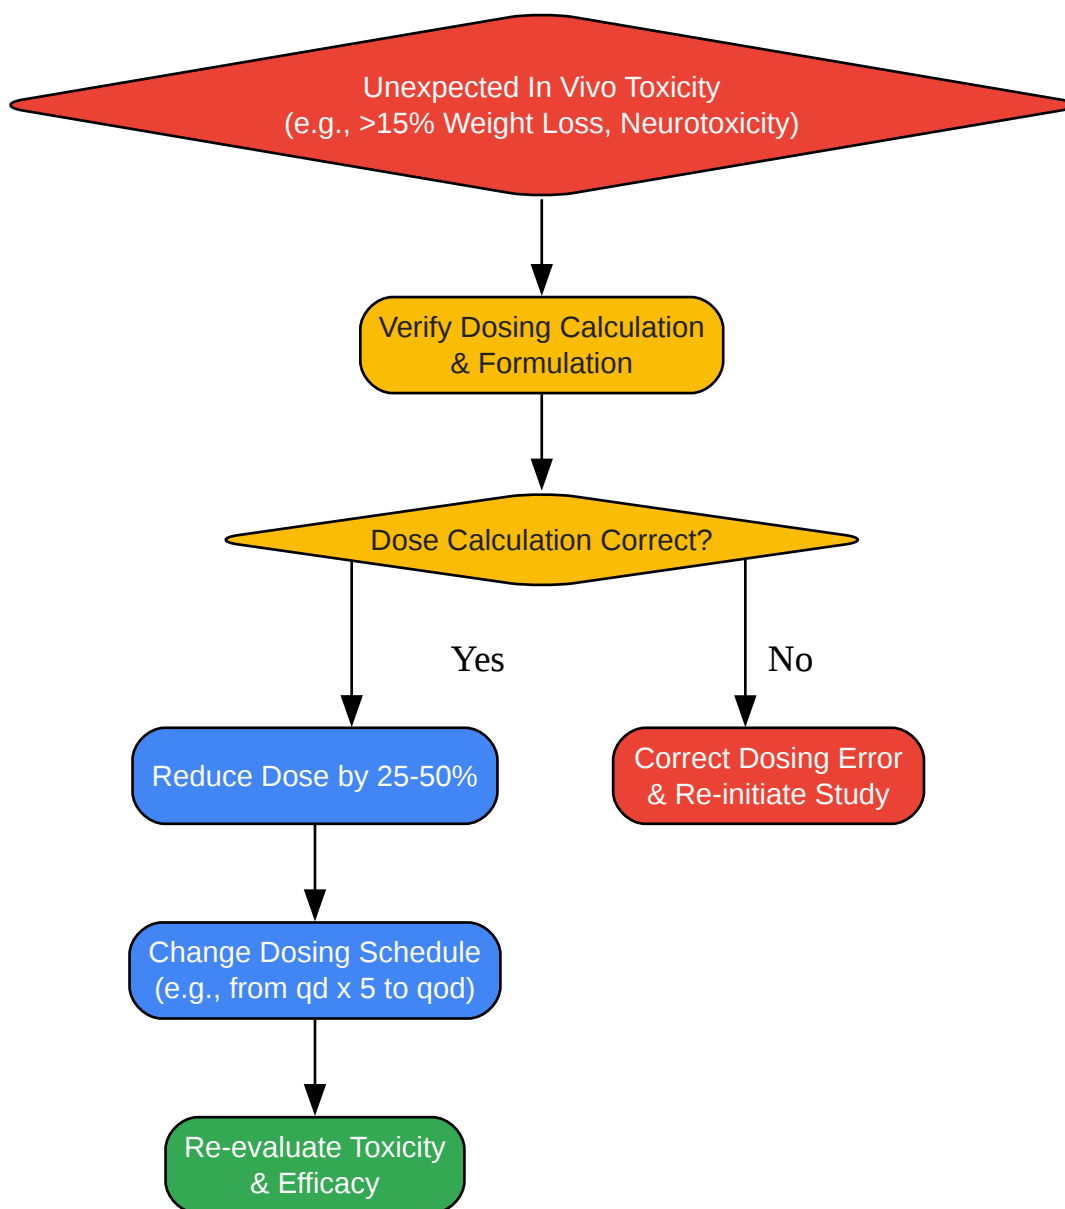 Unexpected In Vivo Toxicity
(e.g., >15% Weight Loss, Neurotoxicity)
Verify Dosing Calculation
& Formulation
Dose Calculation Correct?
Yes
No
Reduce Dose by 25-50%
Correct Dosing Error
& Re-initiate Study
Change Dosing Schedule
(e.g., from qd x 5 to qod)
Re-evaluate Toxicity
& Efficacy